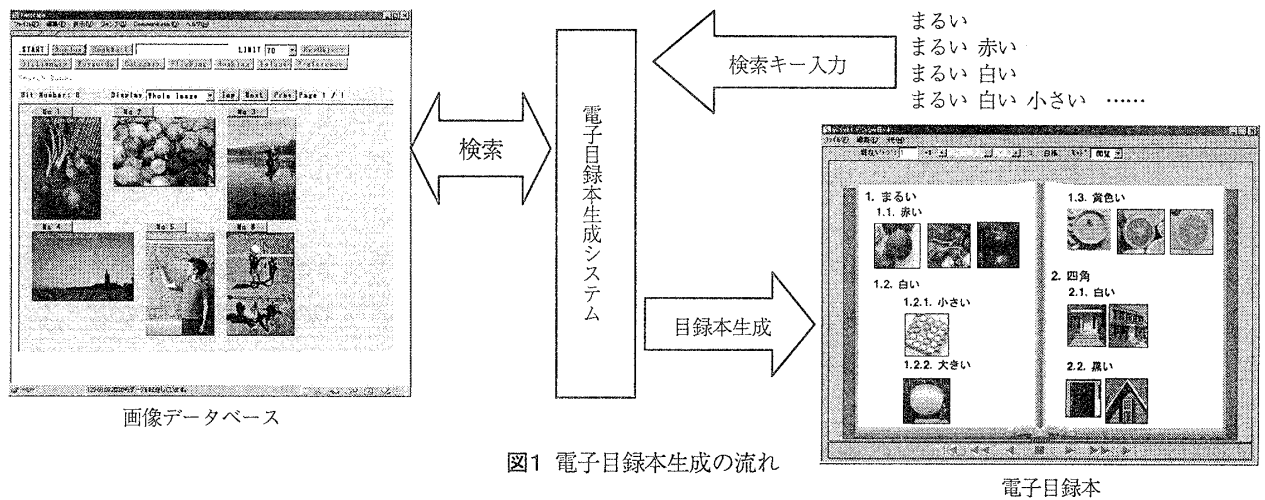 START
LIMIT 70
Display Whole Image
Page 1 / 1
No 1
No 2
No 3
No 4
No 5
No 6
画像データベース
検索
電子目録本生成システム
検索キー入力
まるい
まるい 赤い
まるい 白い
まるい 白い 小さい ……
目録本生成
1. まるい
1.1. 赤い
1.2. 白い
1.2.1. 小さい
1.2.2. 大きい
1.3. 黄色い
2. 四角
2.1. 白い
2.2. 黒い
電子目録本
図1 電子目録本生成の流れ